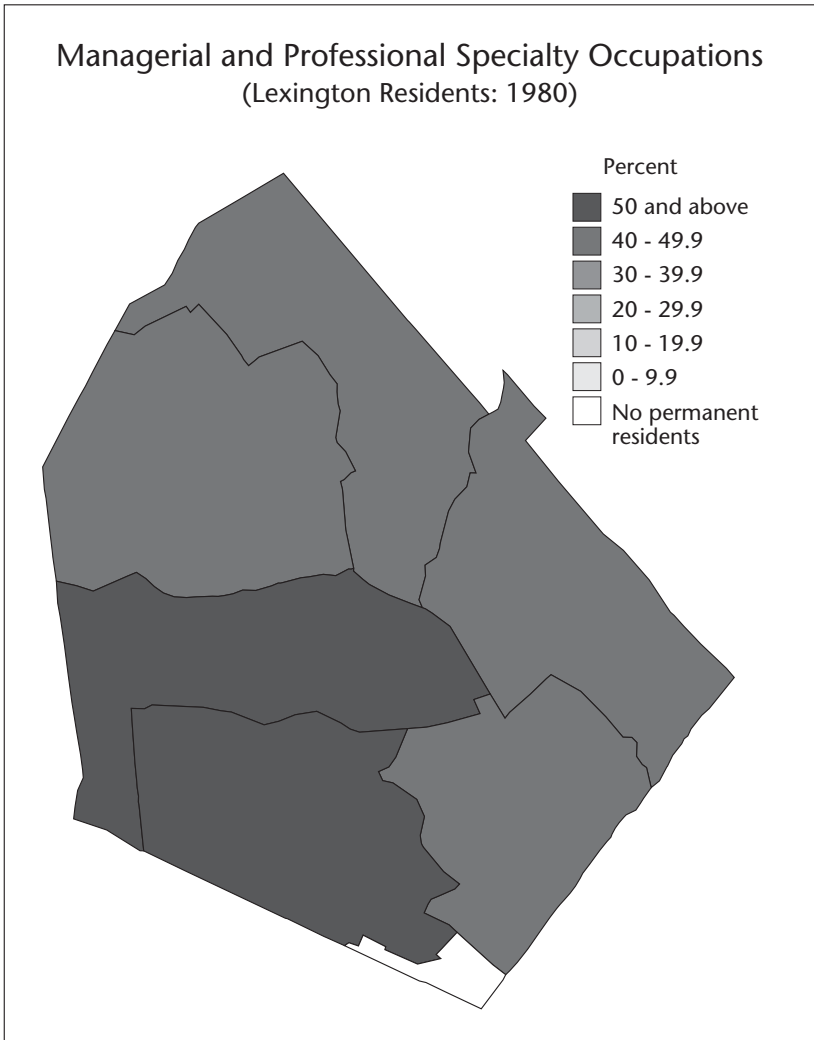 Managerial and Professional Specialty Occupations
(Lexington Residents: 1980)
Percent
50 and above
40 - 49.9
30 - 39.9
20 - 29.9
10 - 19.9
0 - 9.9
No permanent
residents